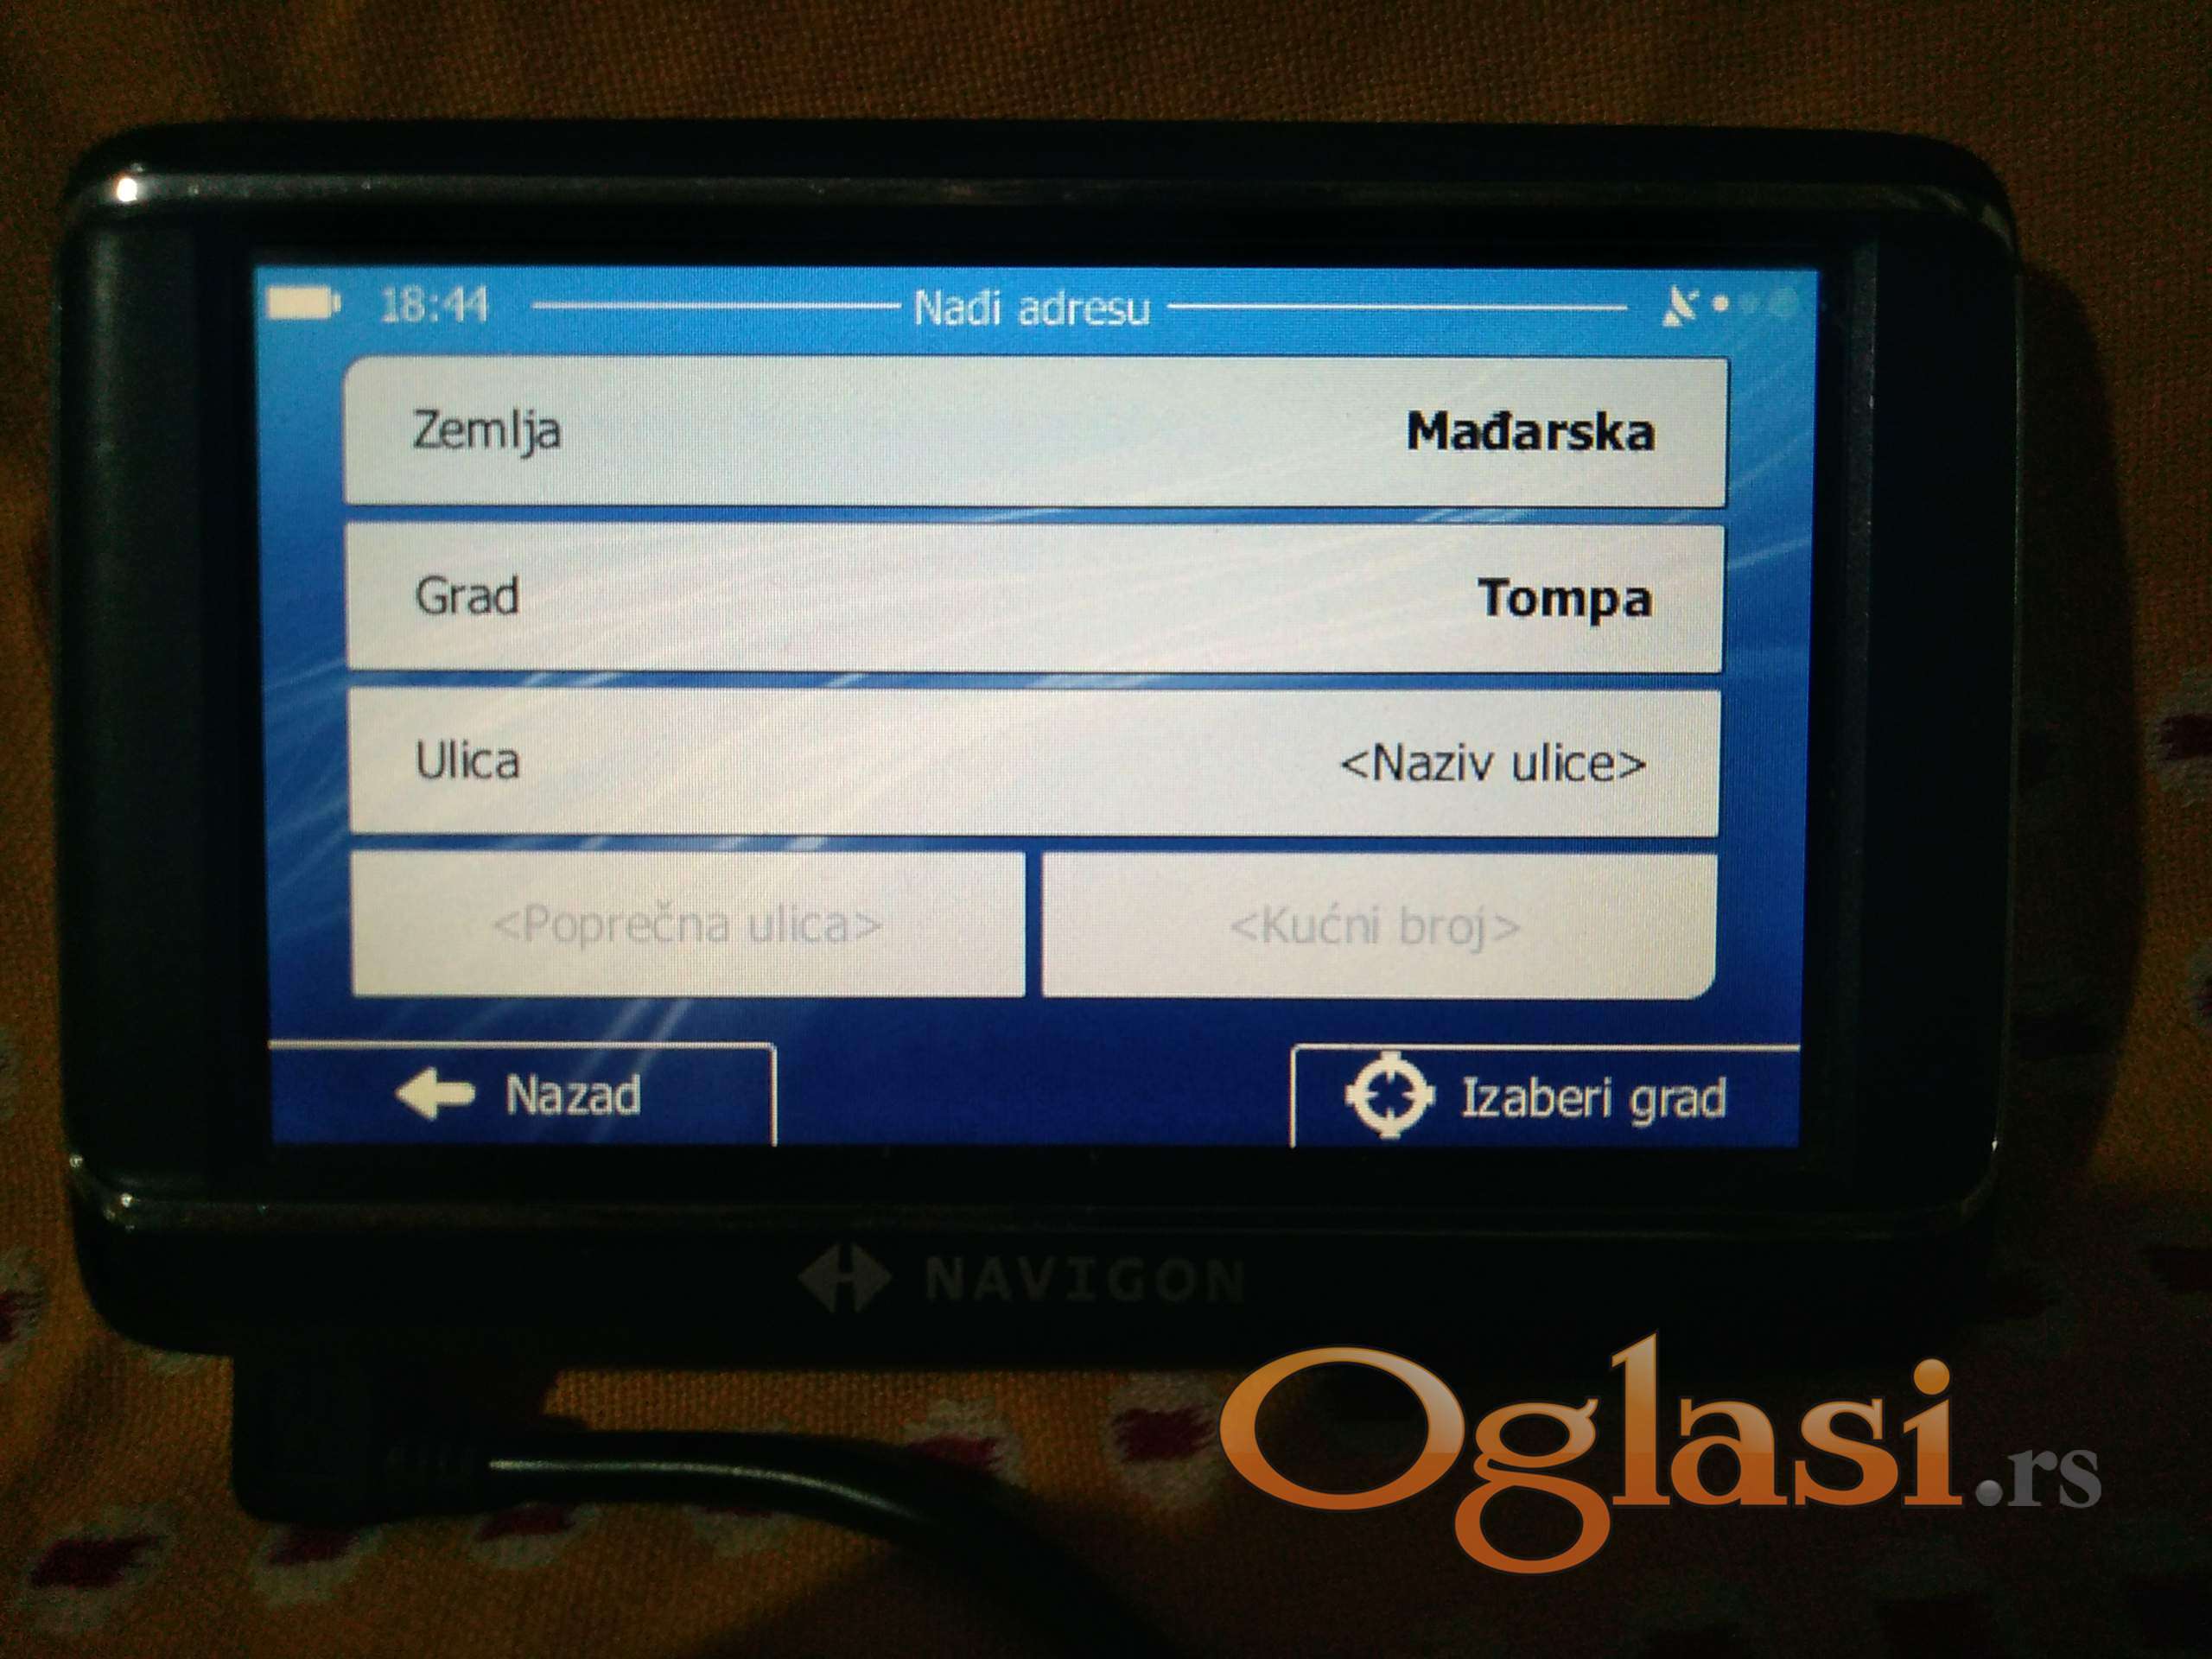 18:44 Nađi adresu
Zemlja Mađarska
Grad Tompa
Ulica <Naziv ulice>
<Poprečna ulica> <Kućni broj>
Nazad Izaberi grad
NAVIGON
Oglasi.rs